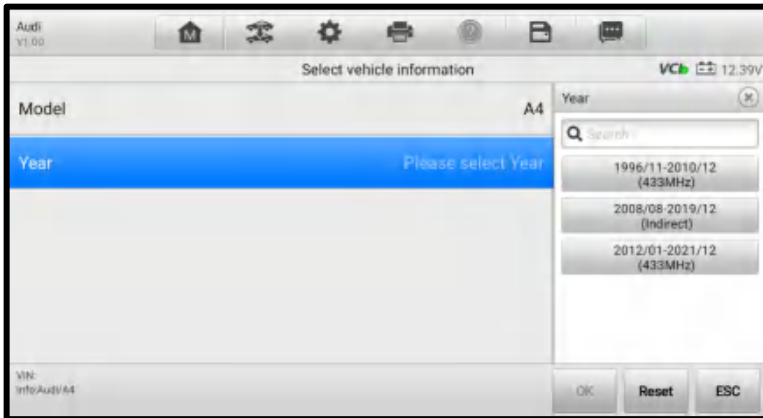 Audi
V1.00
M
Select vehicle information
VCI 12.39V
Model A4
Year Please select Year
Year
Search
1996/11-2010/12
(433MHz)
2008/08-2019/12
(Indirect)
2012/01-2021/12
(433MHz)
VIN:
Info:Audi/A4
OK Reset ESC